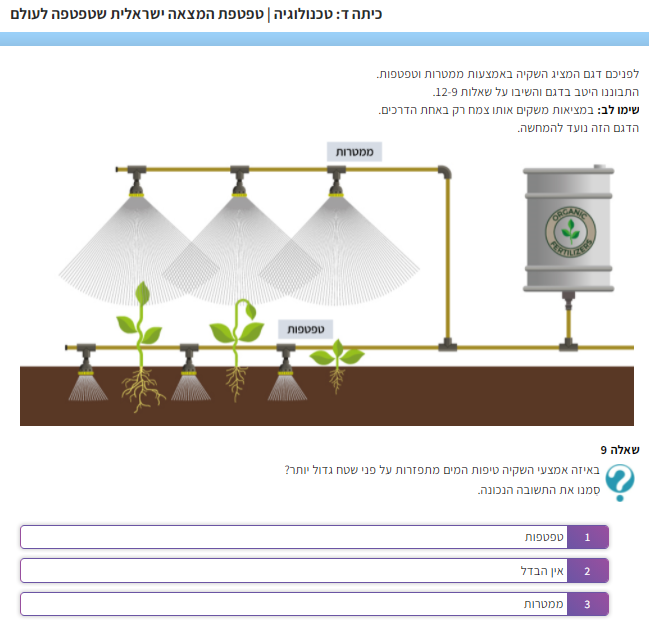 כיתה ד: טכנולוגיה | טפטפת המצאה ישראלית שטפטפה לעולם
לפניכם דגם המציג השקיה באמצעות ממטרות וטפטפות.
התבוננו היטב בדגם והשיבו על שאלות 12-9.
שימו לב: במציאות משקים אותו צמח רק באחת הדרכים.
הדגם הזה נועד להמחשה.
ממטרות
ORGANIC
FERTILIZERS
טפטפות
שאלה 9
באיזה אמצעי השקיה טיפות המים מתפזרות על פני שטח גדול יותר?
סַמנו את התשובה הנכונה.
1 טפטפות
2 אין הבדל
3 ממטרות